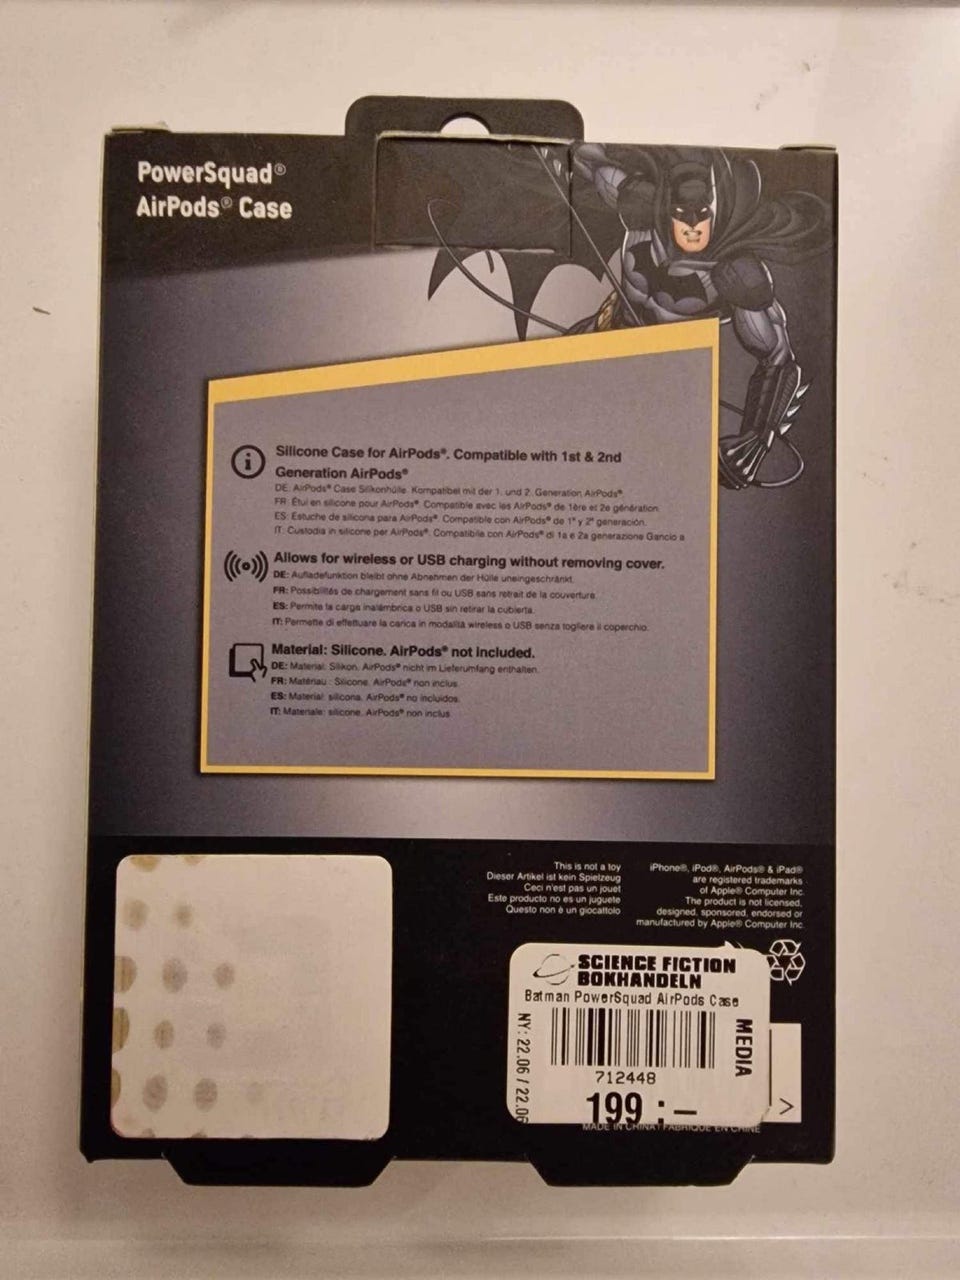 PowerSquad®
AirPods® Case
Silicone Case for AirPods®. Compatible with 1st & 2nd
Generation AirPods®
DE: AirPods® Case Silikonhülle. Kompatibel mit der 1. und 2. Generation AirPods®.
FR: Étui en silicone pour AirPods®. Compatible avec les AirPods® de 1ère et 2e génération.
ES: Estuche de silicona para AirPods®. Compatible con AirPods® de 1ª y 2ª generación.
IT: Custodia in silicone per AirPods®. Compatibile con AirPods® di 1a e 2a generazione Gancio a
Allows for wireless or USB charging without removing cover.
DE: Aufladefunktion bleibt ohne Abnehmen der Hülle uneingeschränkt.
FR: Possibilités de chargement sans fil ou USB sans retrait de la couverture.
ES: Permite la carga inalámbrica o USB sin retirar la cubierta.
IT: Permette di effettuare la carica in modalità wireless o USB senza togliere il coperchio.
Material: Silicone. AirPods® not included.
DE: Material: Silikon. AirPods® nicht im Lieferumfang enthalten.
FR: Matériau : Silicone. AirPods® non inclus.
ES: Material: silicona. AirPods® no incluidos.
IT: Materiale: silicone. AirPods® non inclus
This is not a toy
Dieser Artikel ist kein Spielzeug
Ceci n'est pas un jouet
Este producto no es un juguete
Questo non è un giocattolo
iPhone®, iPod®, AirPods® & iPad®
are registered trademarks
of Apple® Computer Inc.
The product is not licensed,
designed, sponsored, endorsed or
manufactured by Apple® Computer Inc.
SCIENCE FICTION
BOKHANDELN
Batman PowerSquad AirPods Case
NY: 22.06 / 22.06
MEDIA
712448
199:–
>
MADE IN CHINA / FABRIQUÉ EN CHINE